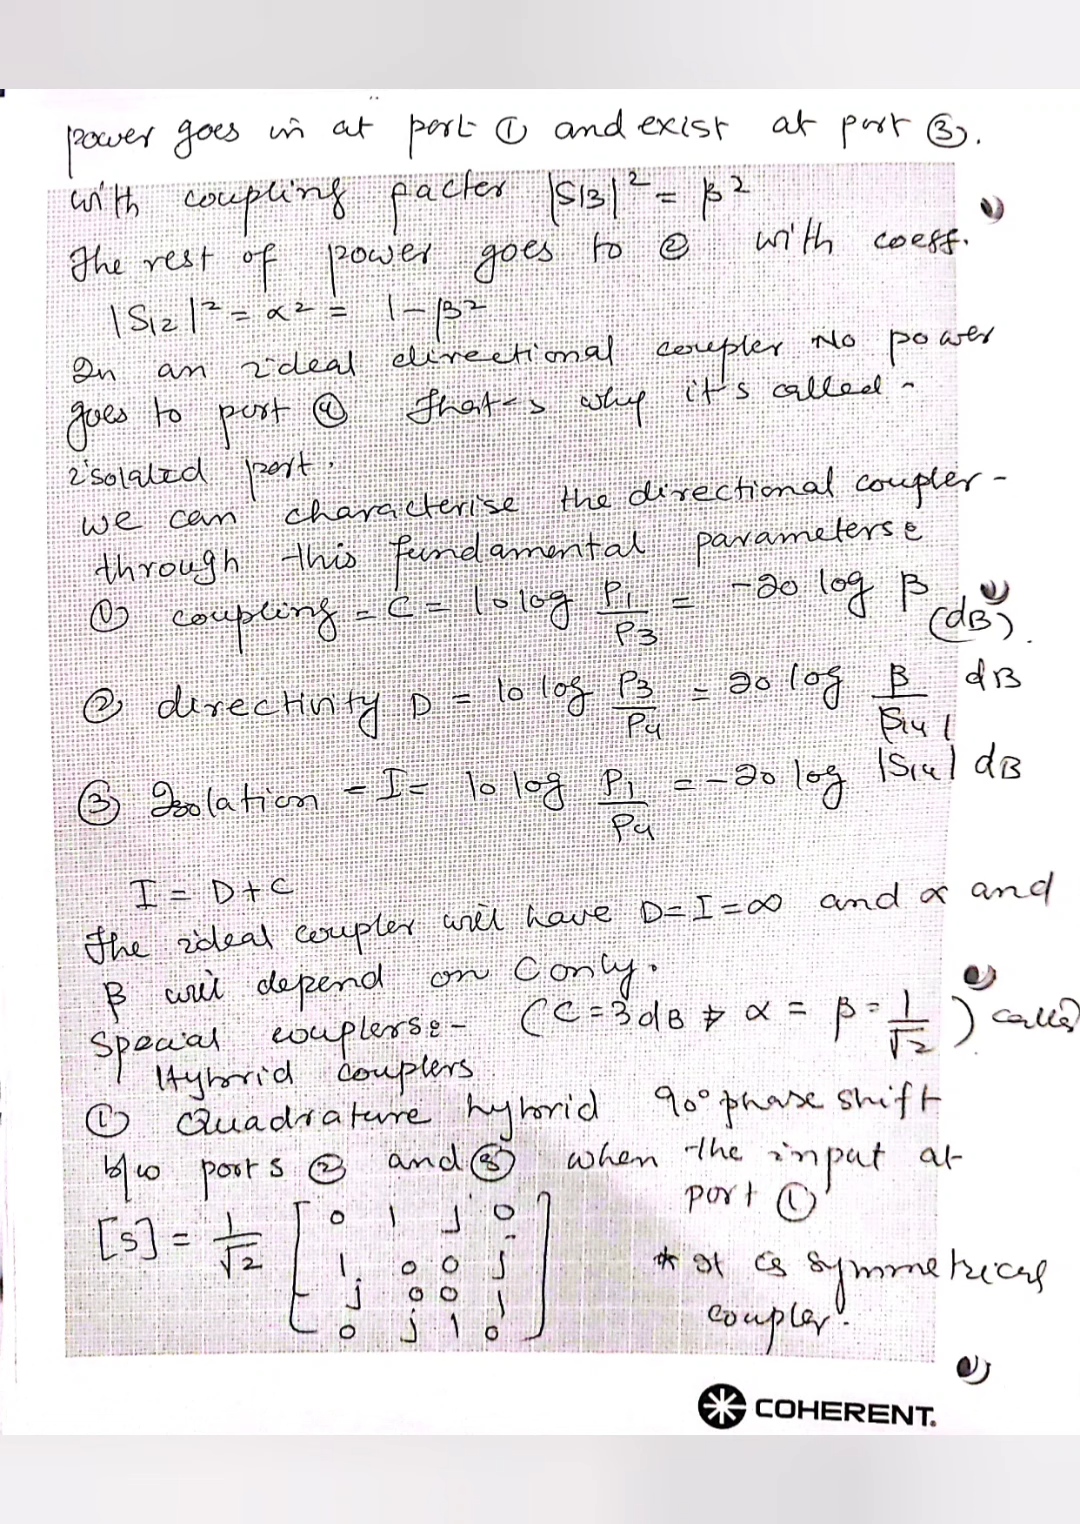 power goes in at port ① and exist at port ③.
with coupling facter |S13|² = β²
The rest of power goes to ② with coeff.
|S12|² = α² = 1-β²
In an ideal directional coupler No power
goes to port ④ that's why it's called -
isolated port.
we can characterise the directional coupler -
through this fundamental parameters:
① coupling = C = 10 log P1/P3 = -20 log β (dB).
② directivity D = 10 log P3/P4 = 20 log β/|S14| dB
③ Isolation - I = 10 log P1/P4 = -20 log |S14| dB
I = D+C
The ideal coupler will have D=I=∞ and α and
β will depend on C only.
Special couplers:- (C=3dB ⇒ α = β = 1/√2) called
Hybrid couplers
① Quadrature hybrid 90° phase shift
b/w ports ② and ③ when the input at
port ①
[S] = 1/√2 [ 0 1 j 0
1 0 0 j
j 0 0 1
0 j 1 0 ]
* It is symmetrical
coupler.
COHERENT.